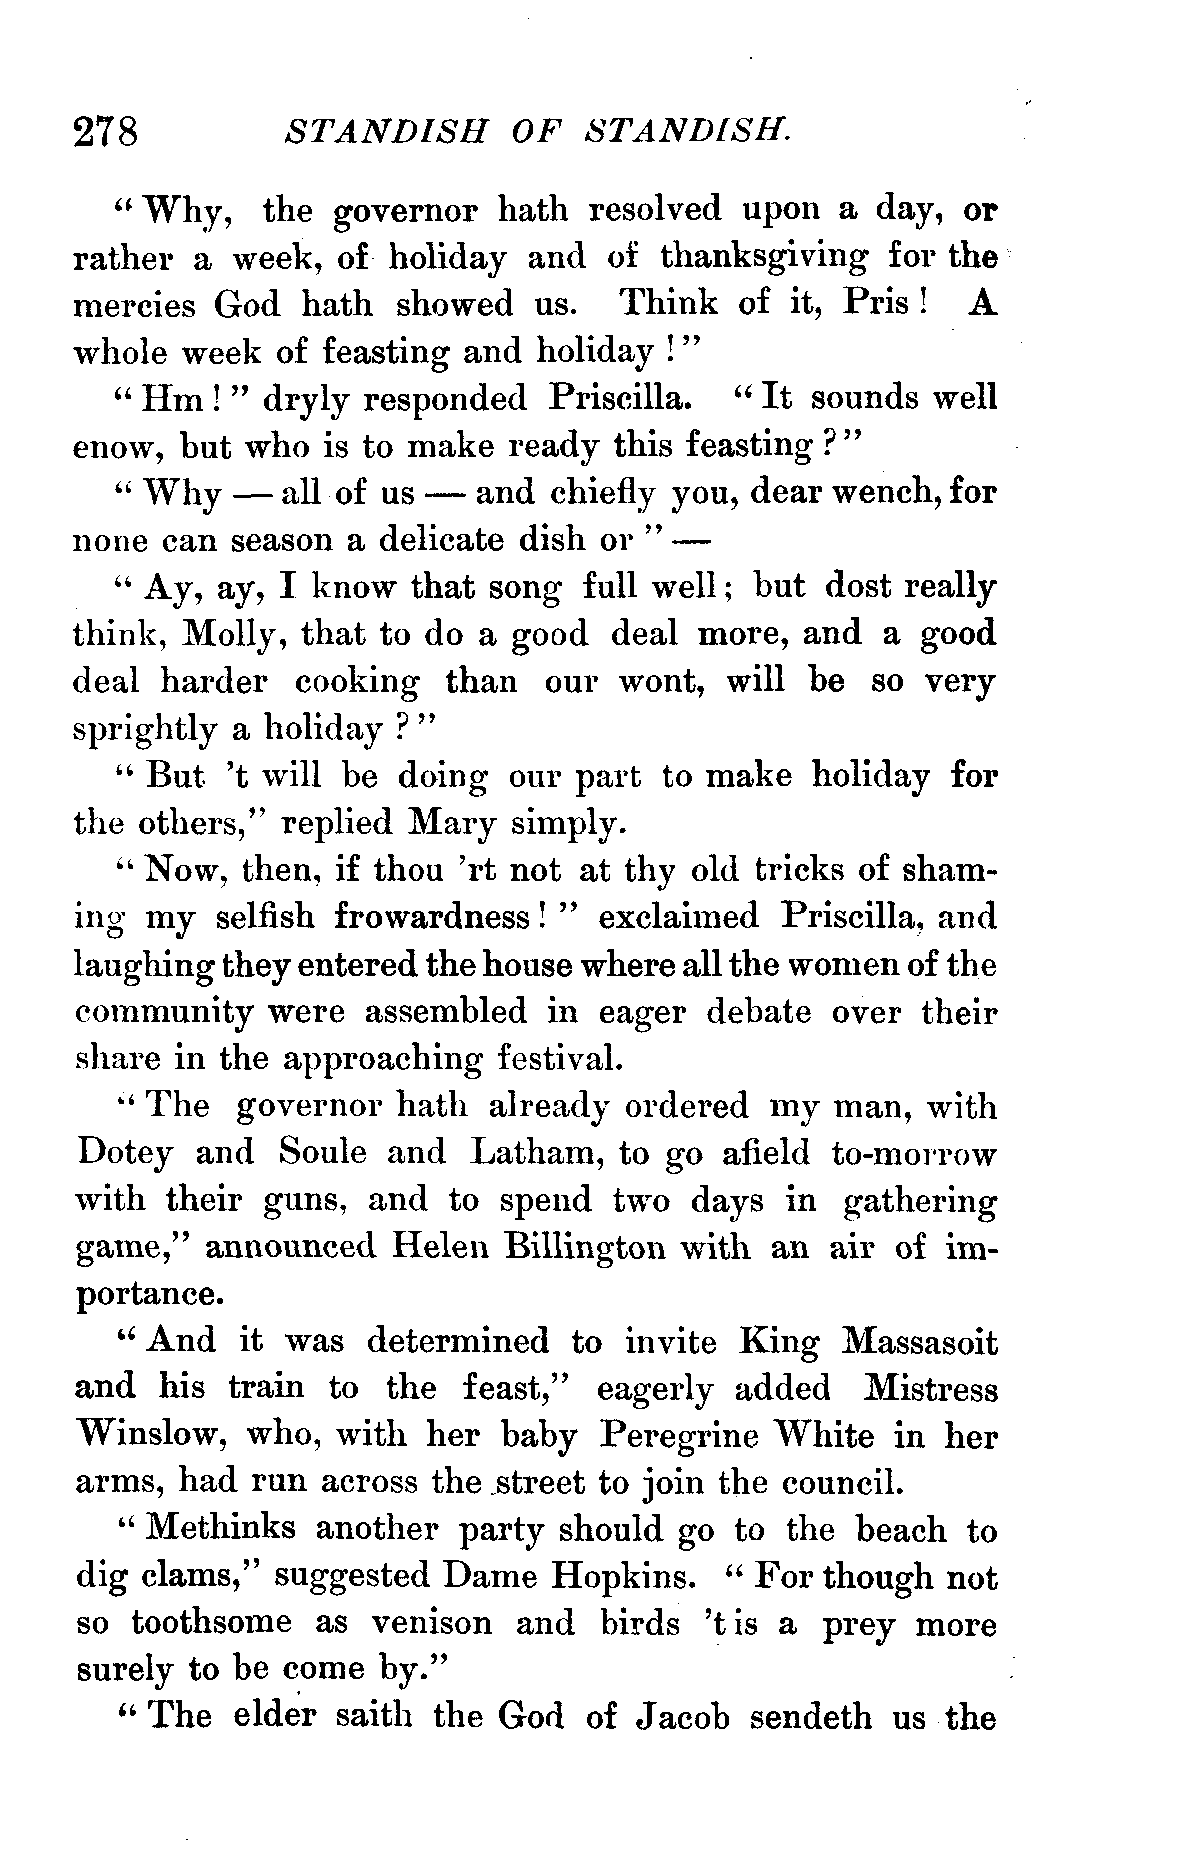 278 STANDISH OF STANDISH.
“ Why, the governor hath resolved upon a day, or
rather a week, of holiday and of thanksgiving for the
mercies God hath showed us. Think of it, Pris ! A
whole week of feasting and holiday ! ”
“ Hm ! ” dryly responded Priscilla. “ It sounds well
enow, but who is to make ready this feasting ? ”
“ Why — all of us — and chiefly you, dear wench, for
none can season a delicate dish or ” —
“ Ay, ay, I know that song full well ; but dost really
think, Molly, that to do a good deal more, and a good
deal harder cooking than our wont, will be so very
sprightly a holiday ? ”
“ But ’t will be doing our part to make holiday for
the others,” replied Mary simply.
“ Now, then, if thou ’rt not at thy old tricks of sham-
ing my selfish frowardness ! ” exclaimed Priscilla, and
laughing they entered the house where all the women of the
community were assembled in eager debate over their
share in the approaching festival.
“ The governor hath already ordered my man, with
Dotey and Soule and Latham, to go afield to-morrow
with their guns, and to spend two days in gathering
game,” announced Helen Billington with an air of im-
portance.
“ And it was determined to invite King Massasoit
and his train to the feast,” eagerly added Mistress
Winslow, who, with her baby Peregrine White in her
arms, had run across the street to join the council.
“ Methinks another party should go to the beach to
dig clams,” suggested Dame Hopkins. “ For though not
so toothsome as venison and birds ’t is a prey more
surely to be come by.”
“ The elder saith the God of Jacob sendeth us the